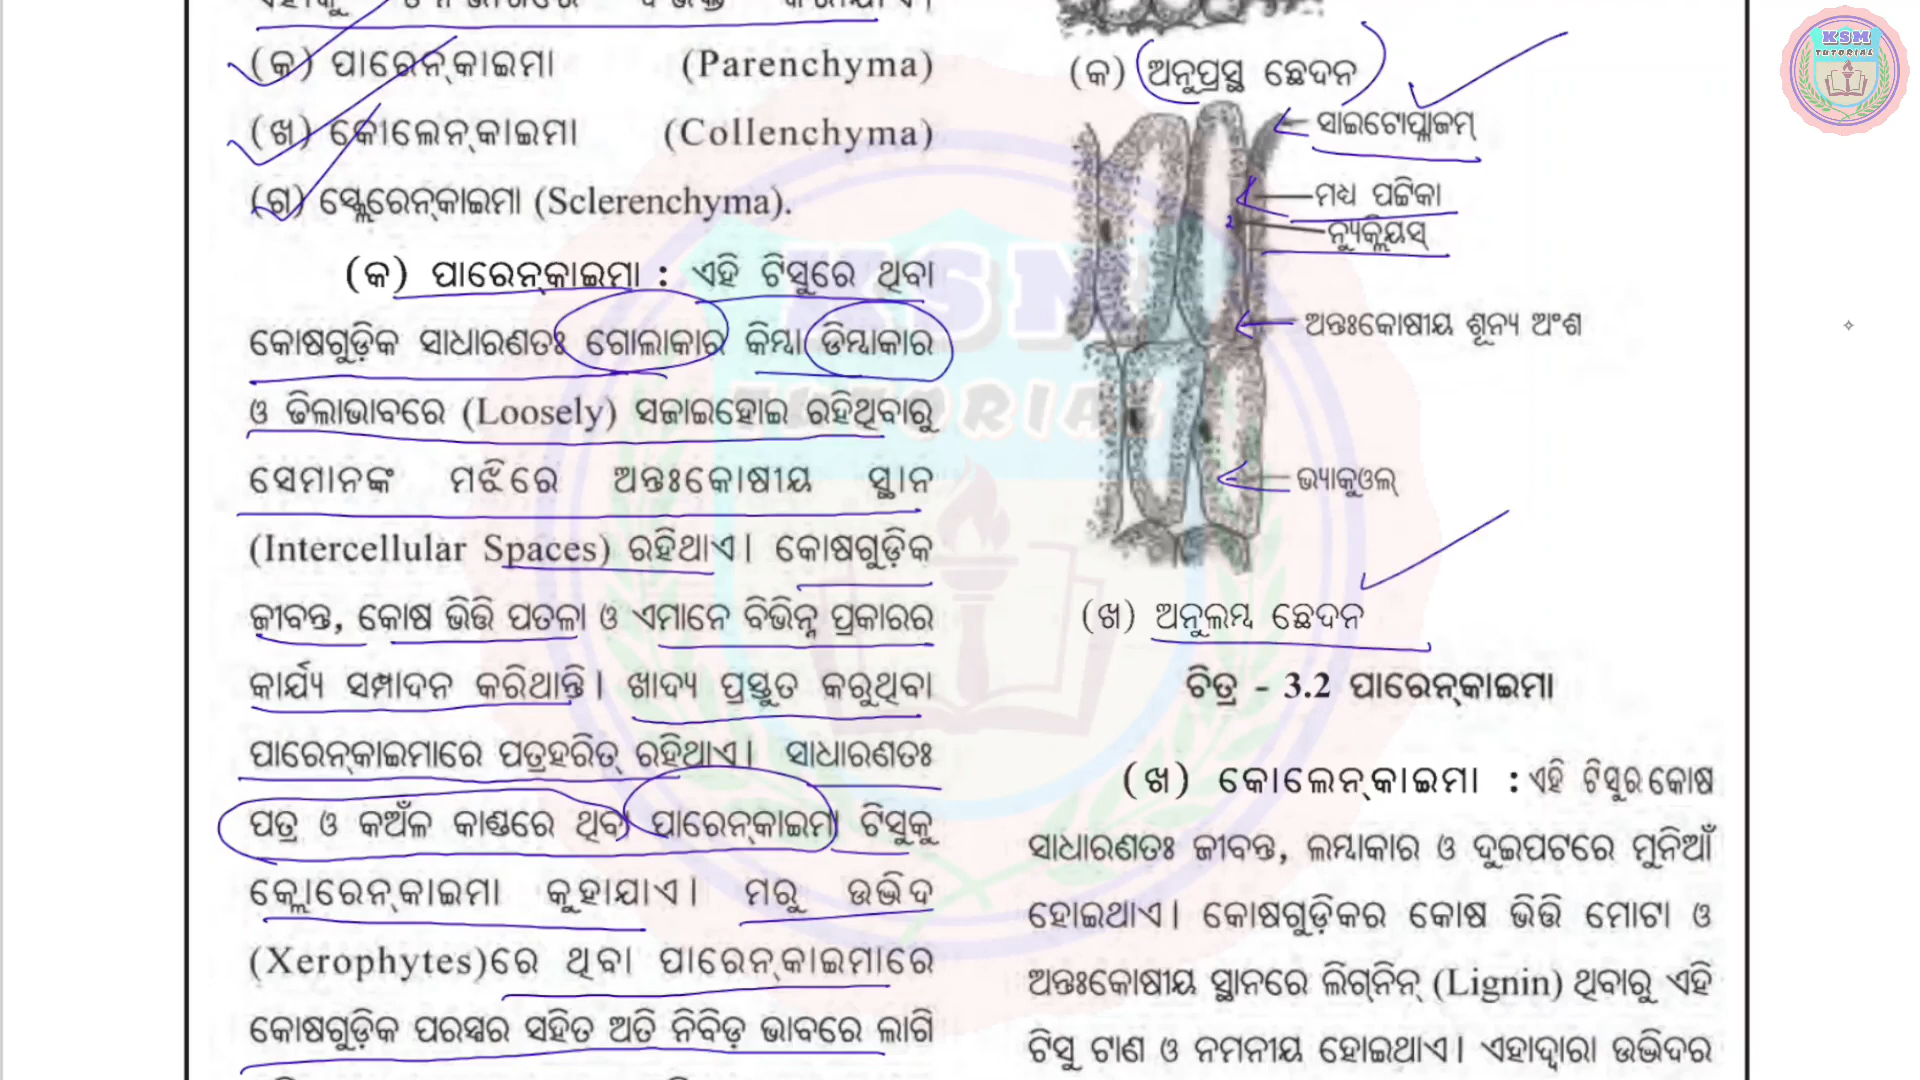 (କ) ପାରେନ୍‌କାଇମା (Parenchyma)
(ଖ) କୋଲେନ୍‌କାଇମା (Collenchyma)
(ଗ) ସ୍କ୍ଲେରେନ୍‌କାଇମା (Sclerenchyma).
(କ) ପାରେନ୍‌କାଇମା : ଏହି ଟିସୁରେ ଥିବା
କୋଷଗୁଡ଼ିକ ସାଧାରଣତଃ ଗୋଲାକାର କିମ୍ବା ଡିମ୍ବାକାର
ଓ ଢିଲାଭାବରେ (Loosely) ସଜାଇହୋଇ ରହିଥିବାରୁ
ସେମାନଙ୍କ ମଝିରେ ଅନ୍ତଃକୋଷୀୟ ସ୍ଥାନ
(Intercellular Spaces) ରହିଥାଏ। କୋଷଗୁଡ଼ିକ
ଜୀବନ୍ତ, କୋଷ ଭିତ୍ତି ପତଳା ଓ ଏମାନେ ବିଭିନ୍ନ ପ୍ରକାରର
କାର୍ଯ୍ୟ ସମ୍ପାଦନ କରିଥାନ୍ତି। ଖାଦ୍ୟ ପ୍ରସ୍ତୁତ କରୁଥିବା
ପାରେନ୍‌କାଇମାରେ ପତ୍ରହରିତ୍ ରହିଥାଏ। ସାଧାରଣତଃ
ପତ୍ର ଓ କଅଁଳ କାଣ୍ଡରେ ଥିବା ପାରେନ୍‌କାଇମା ଟିସୁକୁ
କ୍ଲୋରେନ୍‌କାଇମା କୁହାଯାଏ। ମରୁ ଉଦ୍ଭିଦ
(Xerophytes)ରେ ଥିବା ପାରେନ୍‌କାଇମାରେ
କୋଷଗୁଡ଼ିକ ପରସ୍ପର ସହିତ ଅତି ନିବିଡ଼ ଭାବରେ ଲାଗି
(କ) ଅନୁପ୍ରସ୍ଥ ଛେଦନ
ସାଇଟୋପ୍ଲାଜମ୍
ମଧ୍ୟ ପଟ୍ଟିକା
ନ୍ୟୁକ୍ଲିୟସ୍
ଅନ୍ତଃକୋଷୀୟ ଶୂନ୍ୟ ଅଂଶ
ଭ୍ୟାକୁଓଲ୍
(ଖ) ଅନୁଲମ୍ବ ଛେଦନ
ଚିତ୍ର - 3.2 ପାରେନ୍‌କାଇମା
(ଖ) କୋଲେନ୍‌କାଇମା : ଏହି ଟିସୁର କୋଷ
ସାଧାରଣତଃ ଜୀବନ୍ତ, ଲମ୍ବାକାର ଓ ଦୁଇପଟରେ ମୁନିଆଁ
ହୋଇଥାଏ। କୋଷଗୁଡ଼ିକର କୋଷ ଭିତ୍ତି ମୋଟା ଓ
ଅନ୍ତଃକୋଷୀୟ ସ୍ଥାନରେ ଲିଗ୍‌ନିନ୍ (Lignin) ଥିବାରୁ ଏହି
ଟିସୁ ଟାଣ ଓ ନମନୀୟ ହୋଇଥାଏ। ଏହାଦ୍ୱାରା ଉଦ୍ଭିଦର
KSM
TUTORIAL
KSM
TUTORIAL